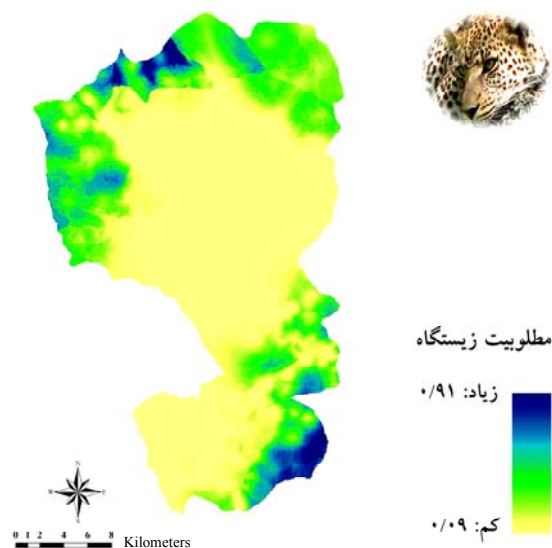 مطلوبیت زیستگاه
زیاد: ۰/۹۱
کم: ۰/۰۹
N
W E
S
0 1 2 4 6 8
Kilometers